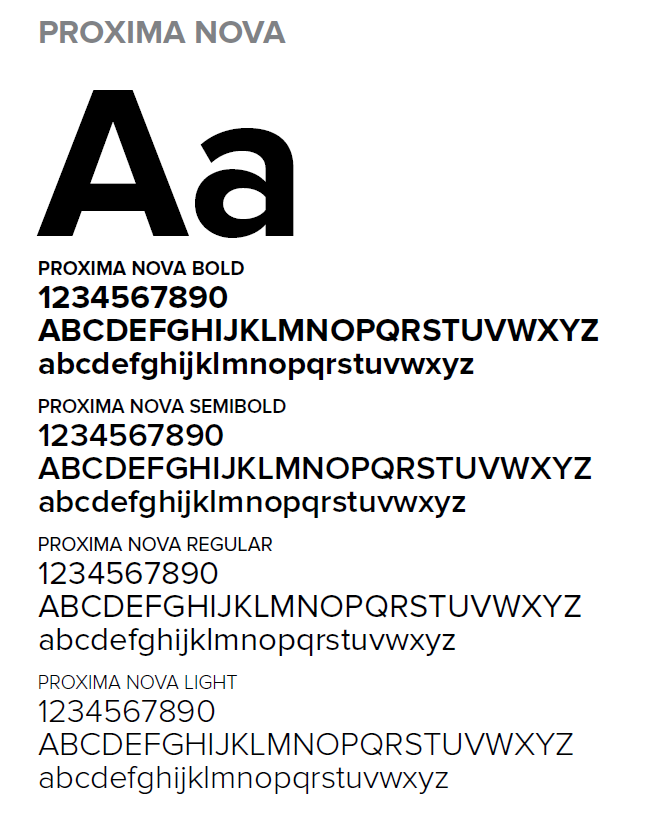 PROXIMA NOVA
Aa
PROXIMA NOVA BOLD
1234567890
ABCDEFGHIJKLMNOPQRSTUVWXYZ
abcdefghijklmnopqrstuvwxyz
PROXIMA NOVA SEMIBOLD
1234567890
ABCDEFGHIJKLMNOPQRSTUVWXYZ
abcdefghijklmnopqrstuvwxyz
PROXIMA NOVA REGULAR
1234567890
ABCDEFGHIJKLMNOPQRSTUVWXYZ
abcdefghijklmnopqrstuvwxyz
PROXIMA NOVA LIGHT
1234567890
ABCDEFGHIJKLMNOPQRSTUVWXYZ
abcdefghijklmnopqrstuvwxyz